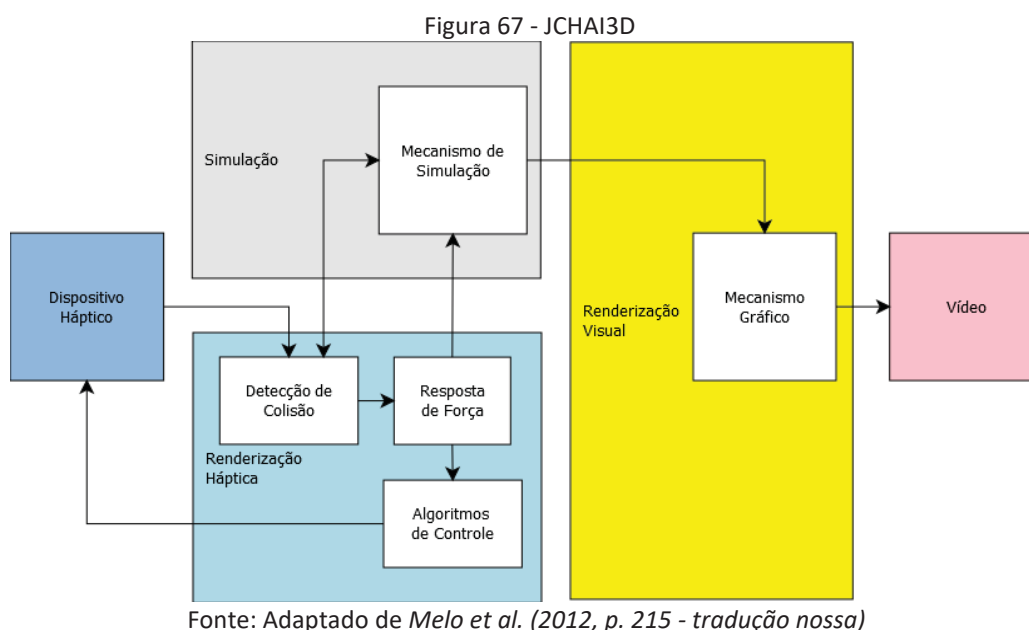 Figura 67 - JCHAI3D
Simulação
Mecanismo de
Simulação
Dispositivo
Háptico
Renderização
Visual
Mecanismo
Gráfico
Vídeo
Detecção de
Colisão
Resposta
de Força
Renderização
Háptica
Algoritmos
de Controle
Fonte: Adaptado de Melo et al. (2012, p. 215 - tradução nossa)